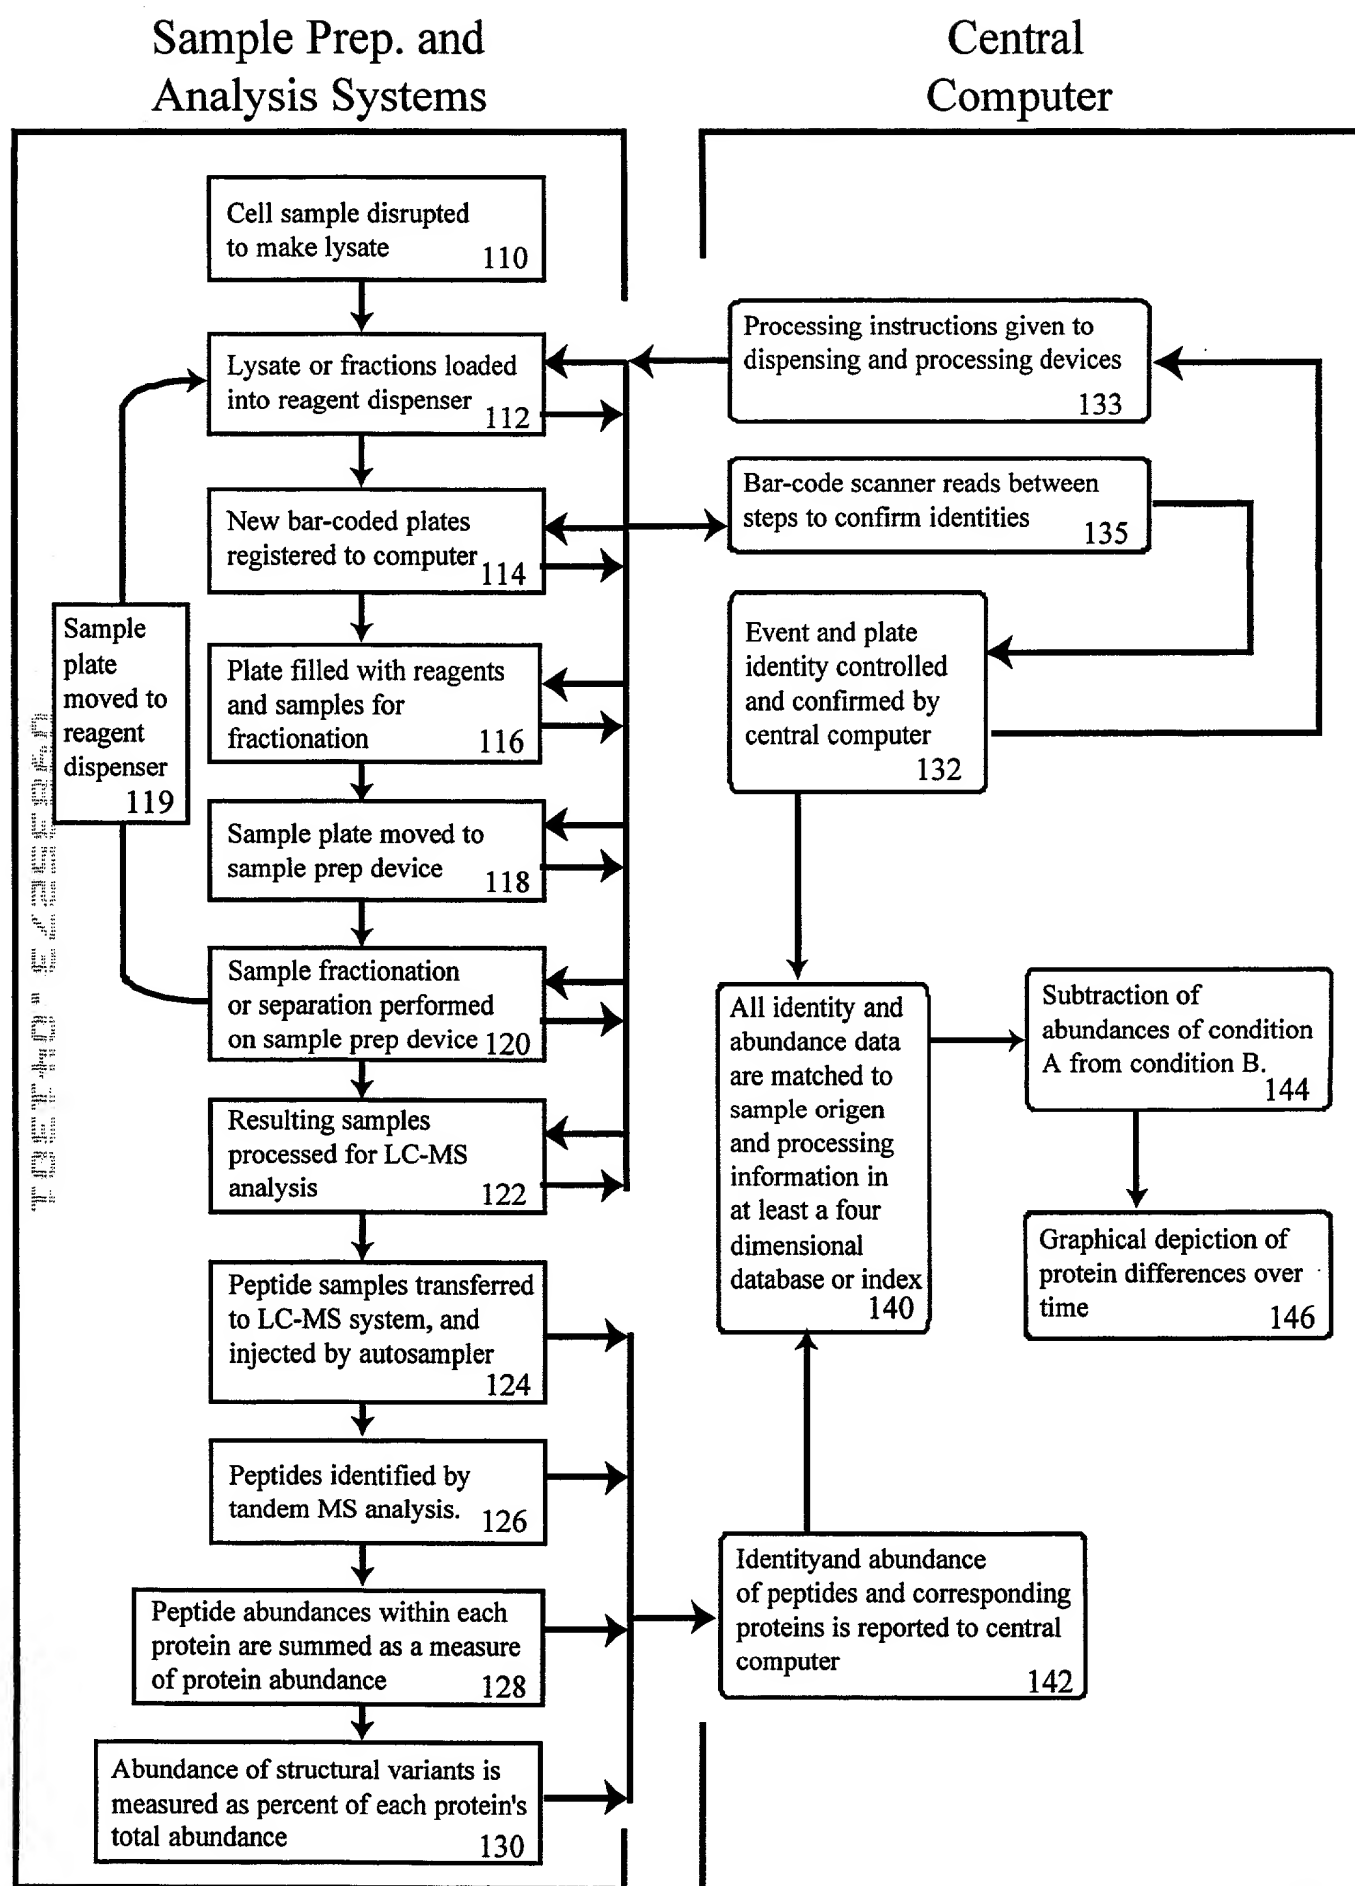 Sample Prep. and
Analysis Systems
Central
Computer
Cell sample disrupted
to make lysate 110
Lysate or fractions loaded
into reagent dispenser 112
New bar-coded plates
registered to computer 114
Plate filled with reagents
and samples for
fractionation 116
Sample plate moved to
sample prep device 118
Sample
plate
moved to
reagent
dispenser
119
Sample fractionation
or separation performed
on sample prep device 120
Resulting samples
processed for LC-MS
analysis 122
Peptide samples transferred
to LC-MS system, and
injected by autosampler
124
Peptides identified by
tandem MS analysis. 126
Peptide abundances within each
protein are summed as a measure
of protein abundance 128
Abundance of structural variants is
measured as percent of each protein's
total abundance 130
Processing instructions given to
dispensing and processing devices
133
Bar-code scanner reads between
steps to confirm identities 135
Event and plate
identity controlled
and confirmed by
central computer
132
All identity and
abundance data
are matched to
sample origen
and processing
information in
at least a four
dimensional
database or index
140
Subtraction of
abundances of condition
A from condition B.
144
Graphical depiction of
protein differences over
time 146
Identityand abundance
of peptides and corresponding
proteins is reported to central
computer 142